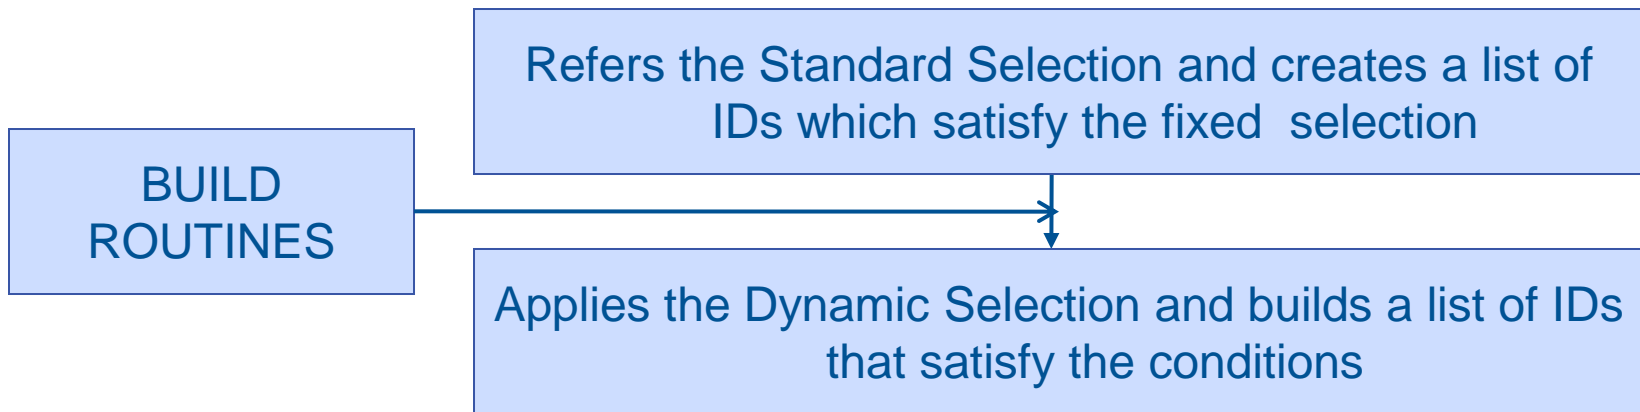 Refers the Standard Selection and creates a list of
IDs which satisfy the fixed  selection
BUILD
ROUTINES
Applies the Dynamic Selection and builds a list of IDs
that satisfy the conditions